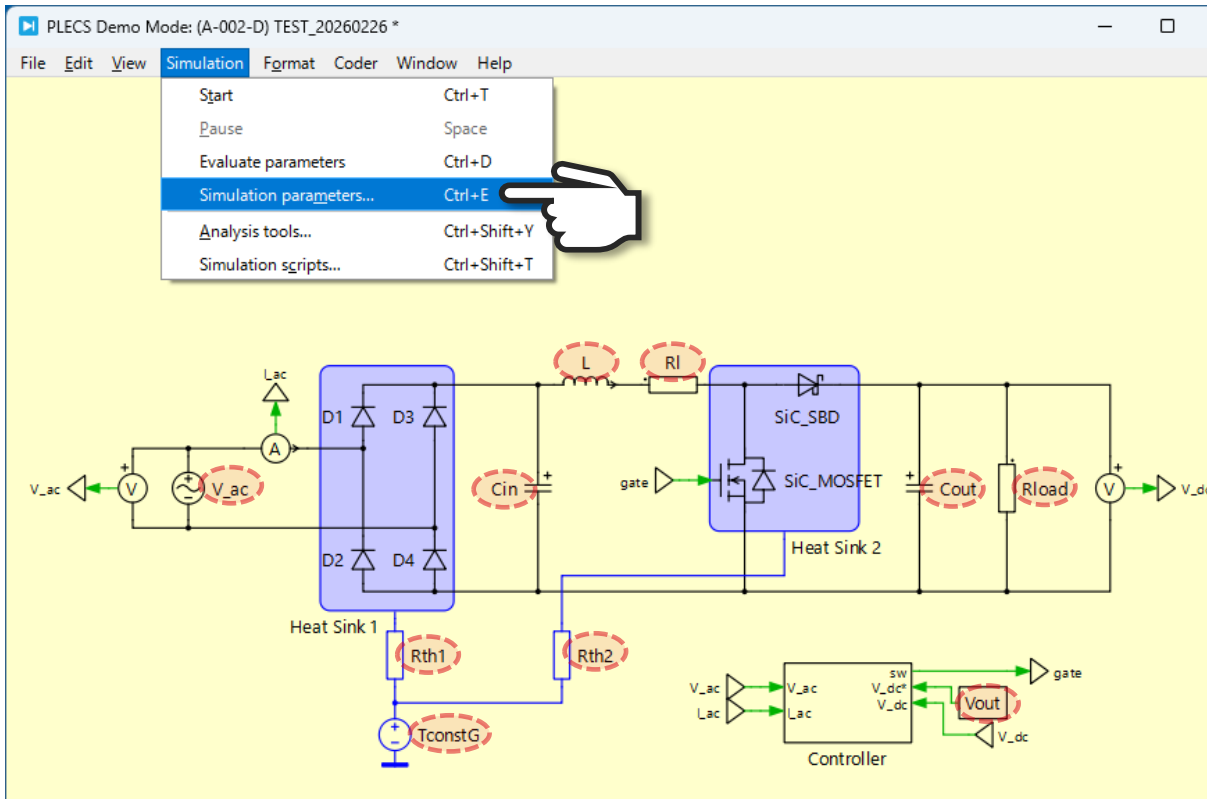 PLECS Demo Mode: (A-002-D) TEST_20260226 *
File Edit View Simulation Format Coder Window Help
Start Ctrl+T
Pause Space
Evaluate parameters Ctrl+D
Simulation parameters... Ctrl+E
Analysis tools... Ctrl+Shift+Y
Simulation scripts... Ctrl+Shift+T
L Rl
I_ac
D1 D3
SiC_SBD
A
V_ac V V_ac
Cin
gate
SiC_MOSFET
Cout Rload V V_dc
D2 D4
Heat Sink 2
Heat Sink 1
Rth1 Rth2
sw gate
V_ac V_ac V_dc*
Vout
I_ac I_ac V_dc
V_dc
TconstG
Controller